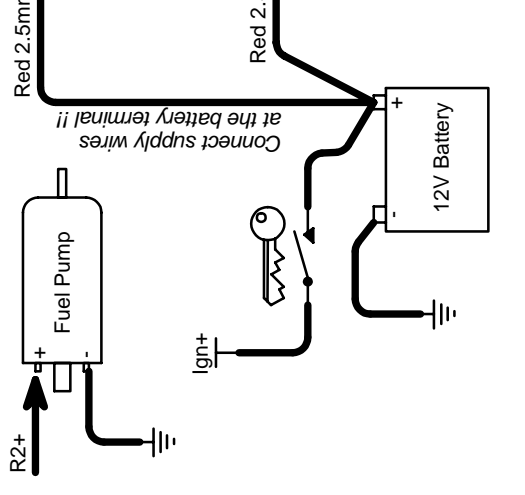 Red 2.5mm
Red 2.
Connect supply wires
at the battery terminal !!
+
-
12V Battery
Fuel Pump
+
-
Ign+
R2+